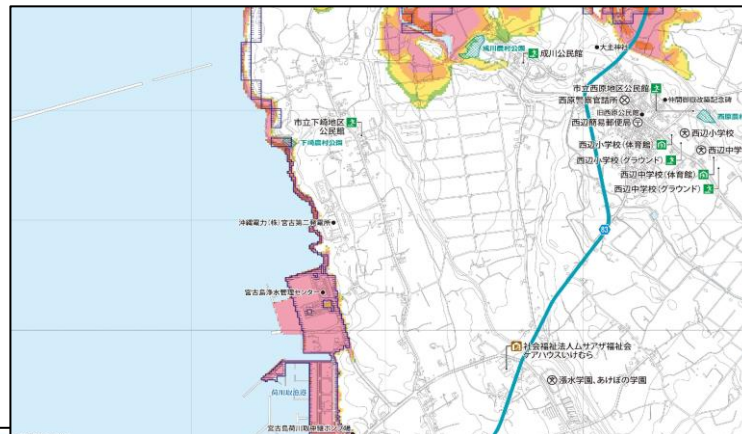 成川農村公園
成川公民館
大主神社
市立西原地区公民館
西原警察官詰所
仲間御嶽改築記念碑
旧西原公民館
西辺簡易郵便局
西原農村
西辺小学校
西辺小学校(体育館)
西辺中学
西辺小学校(グラウンド)
西辺中学校(体育館)
西辺中学校(グラウンド)
市立下崎地区
公民館
下崎農村公園
沖縄電力(株)宮古第二発電所
83
宮古島浄水管理センター
社会福祉法人ムサアザ福祉会
ケアハウスいけむら
漲水学園、あけぼの学園
荷川取漁港